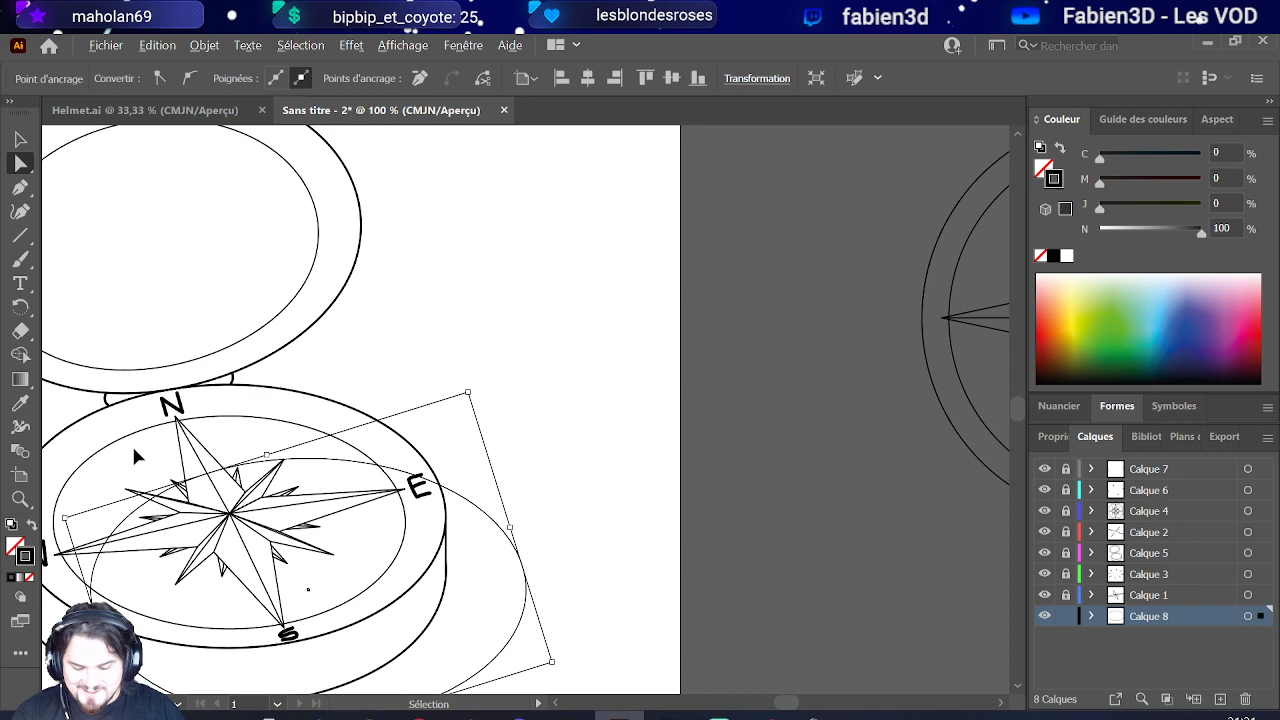 maholan69
bipbip_et_coyote: 25
lesblondesroses
fabien3d
Fabien3D - Les VOD
Ai
Fichier Edition Objet Texte Sélection Effet Affichage Fenêtre Aide
Rechercher dan
Point d'ancrage Convertir : Poignées : Points d'ancrage : Transformation
Helmet.ai @ 33,33 % (CMJN/Aperçu)
Sans titre - 2* @ 100 % (CMJN/Aperçu)
Couleur Guide des couleurs Aspect
C 0 %
M 0 %
J 0 %
N 100 %
N
E
S
Nuancier Formes Symboles
Proprié Calques Bibliot Plans d Export
Calque 7
Calque 6
Calque 4
Calque 2
Calque 5
Calque 3
Calque 1
Calque 8
8 Calques
1
Sélection